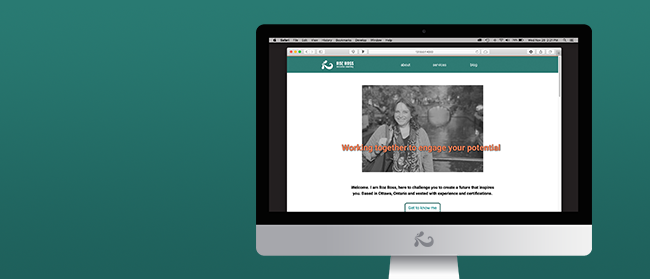 Safari File Edit View History Bookmarks Develop Window Help
ROZ ROSS
about services blog
Working together to engage your potential
Welcome. I am Roz Ross, here to challenge you to create a future that inspires
you. Based in Ottawa, Ontario and vested with experience and certifications.
Get to know me